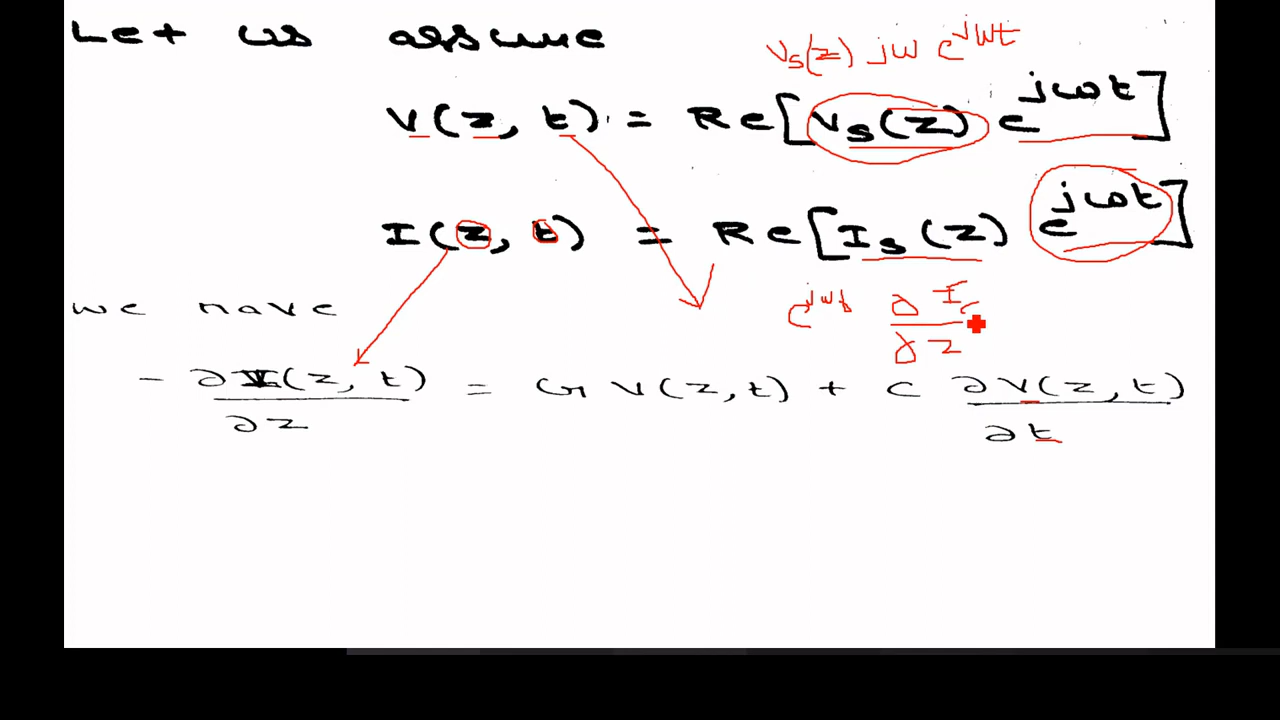 Let us assume
Vs(z) jω e^jωt
V(z, t) = Re[Vs(z) e^jωt]
I(z, t) = Re[Is(z) e^jωt]
e^jωt ∂Is/∂z
we have
- ∂I(z, t)/∂z = G V(z,t) + C ∂V(z, t)/∂t